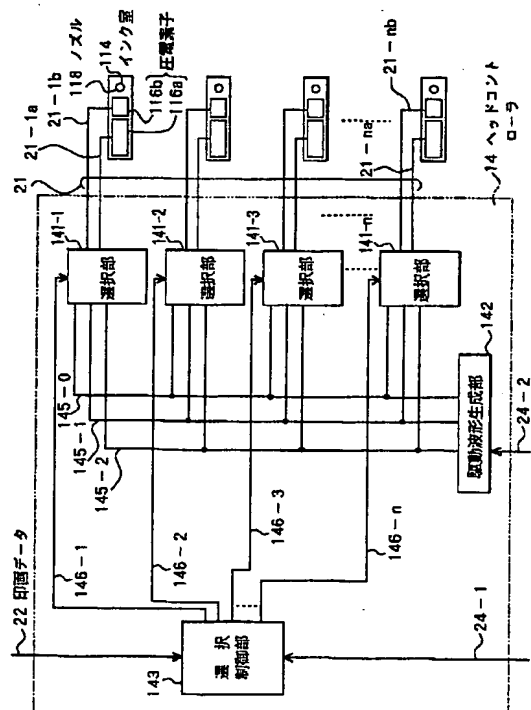 22 印画データ
143
選択
制御部
24-1
146-1
146-2
146-3
146-n
145-0
145-1
145-2
141-1
選択部
141-2
選択部
141-3
選択部
141-n
選択部
142
駆動波形生成部
24-2
21
21-1a
21-1b
118 ノズル
114
インク室
116b
116a
圧電素子
21-na
21-nb
14 ヘッドコント
ローラ